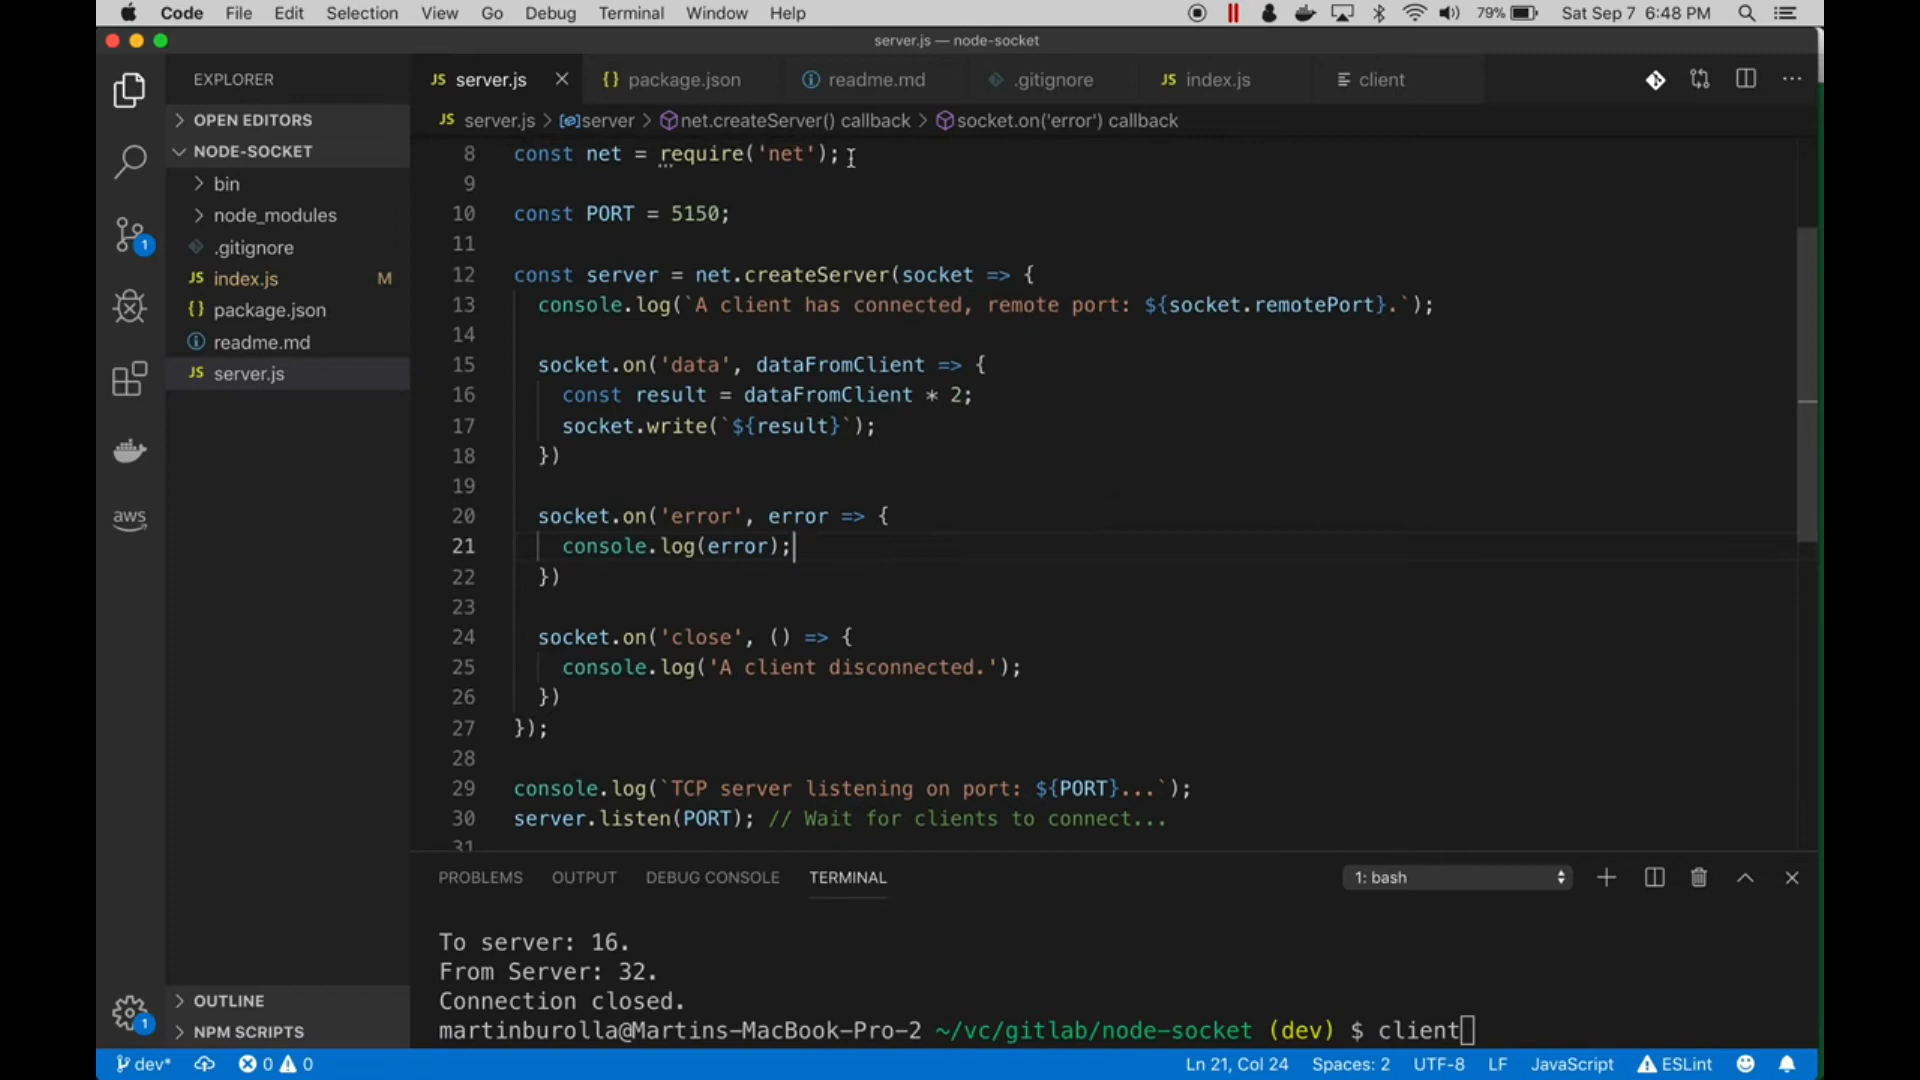 Code File Edit Selection View Go Debug Terminal Window Help 79% Sat Sep 7 6:48 PM
server.js — node-socket
EXPLORER
OPEN EDITORS
NODE-SOCKET
bin
node_modules
.gitignore
JS index.js M
{} package.json
readme.md
JS server.js
OUTLINE
NPM SCRIPTS
aws
1
1
JS server.js {} package.json readme.md .gitignore JS index.js client
JS server.js > server > net.createServer() callback > socket.on('error') callback
8 const net = require('net');
9
10 const PORT = 5150;
11
12 const server = net.createServer(socket => {
13 console.log(`A client has connected, remote port: ${socket.remotePort}.`);
14
15 socket.on('data', dataFromClient => {
16 const result = dataFromClient * 2;
17 socket.write(`${result}`);
18 })
19
20 socket.on('error', error => {
21 console.log(error);
22 })
23
24 socket.on('close', () => {
25 console.log('A client disconnected.');
26 })
27 });
28
29 console.log(`TCP server listening on port: ${PORT}...`);
30 server.listen(PORT); // Wait for clients to connect...
31
PROBLEMS OUTPUT DEBUG CONSOLE TERMINAL 1: bash
To server: 16.
From Server: 32.
Connection closed.
martinburolla@Martins-MacBook-Pro-2 ~/vc/gitlab/node-socket (dev) $ client
dev* 0 0 Ln 21, Col 24 Spaces: 2 UTF-8 LF JavaScript ESLint